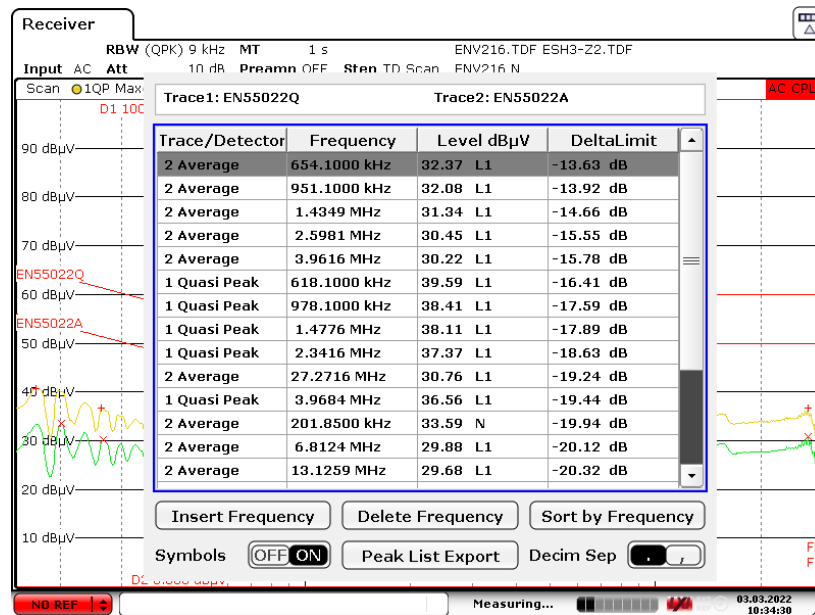 Receiver
RBW (QPK) 9 kHz MT 1 s ENV216.TDF ESH3-Z2.TDF
Input AC Att 10 dB Preamp OFF Step TD Scan ENV216 N
Scan 1QP Max AC CPL
Trace1: EN55022Q Trace2: EN55022A
D1 100
Trace/Detector Frequency Level dBµV DeltaLimit
2 Average 654.1000 kHz 32.37 L1 -13.63 dB
90 dBµV
2 Average 951.1000 kHz 32.08 L1 -13.92 dB
80 dBµV
2 Average 1.4349 MHz 31.34 L1 -14.66 dB
2 Average 2.5981 MHz 30.45 L1 -15.55 dB
70 dBµV
2 Average 3.9616 MHz 30.22 L1 -15.78 dB
EN55022Q
1 Quasi Peak 618.1000 kHz 39.59 L1 -16.41 dB
60 dBµV
1 Quasi Peak 978.1000 kHz 38.41 L1 -17.59 dB
EN55022A
1 Quasi Peak 1.4776 MHz 38.11 L1 -17.89 dB
50 dBµV
1 Quasi Peak 2.3416 MHz 37.37 L1 -18.63 dB
2 Average 27.2716 MHz 30.76 L1 -19.24 dB
40 dBµV
1 Quasi Peak 3.9684 MHz 36.56 L1 -19.44 dB
2 Average 201.8500 kHz 33.59 N -19.94 dB
30 dBµV
2 Average 6.8124 MHz 29.88 L1 -20.12 dB
2 Average 13.1259 MHz 29.68 L1 -20.32 dB
20 dBµV
Insert Frequency Delete Frequency Sort by Frequency
10 dBµV
Symbols OFF ON Peak List Export Decim Sep . ,
F
F
NO REF Measuring... 03.03.2022
10:34:30